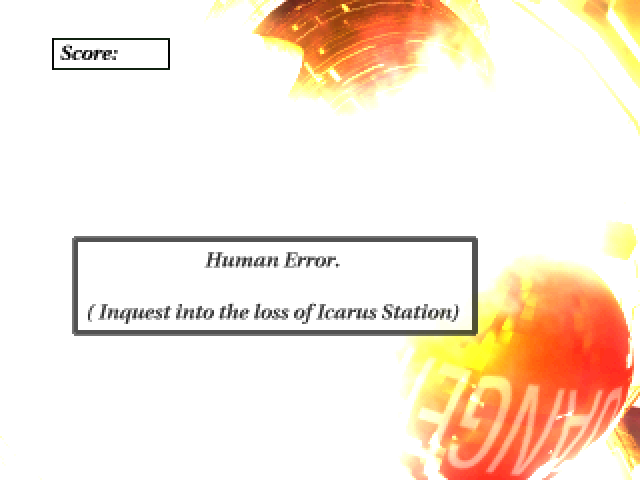 Score:
Human Error.
( Inquest into the loss of Icarus Station)